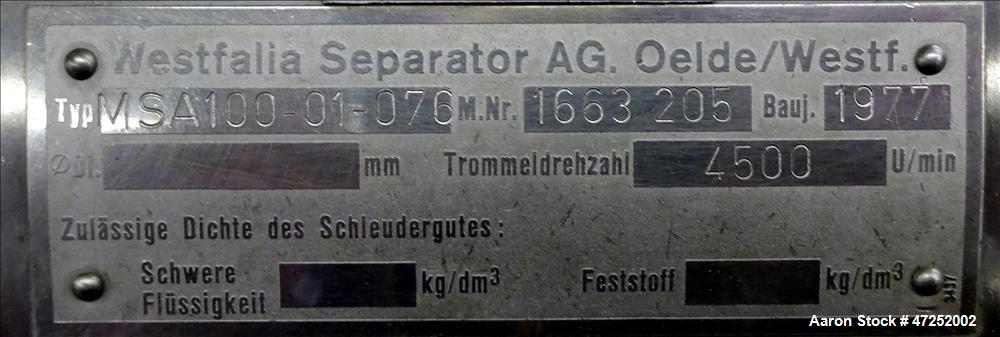 Westfalia Separator AG. Oelde/Westf.
Typ MSA100-01-076 M.Nr. 1663 205 Bauj. 1977
mm Trommeldrehzahl 4500 U/min
Zulässige Dichte des Schleudergutes:
Schwere Flüssigkeit kg/dm³ Feststoff kg/dm³
Aaron Stock # 47252002